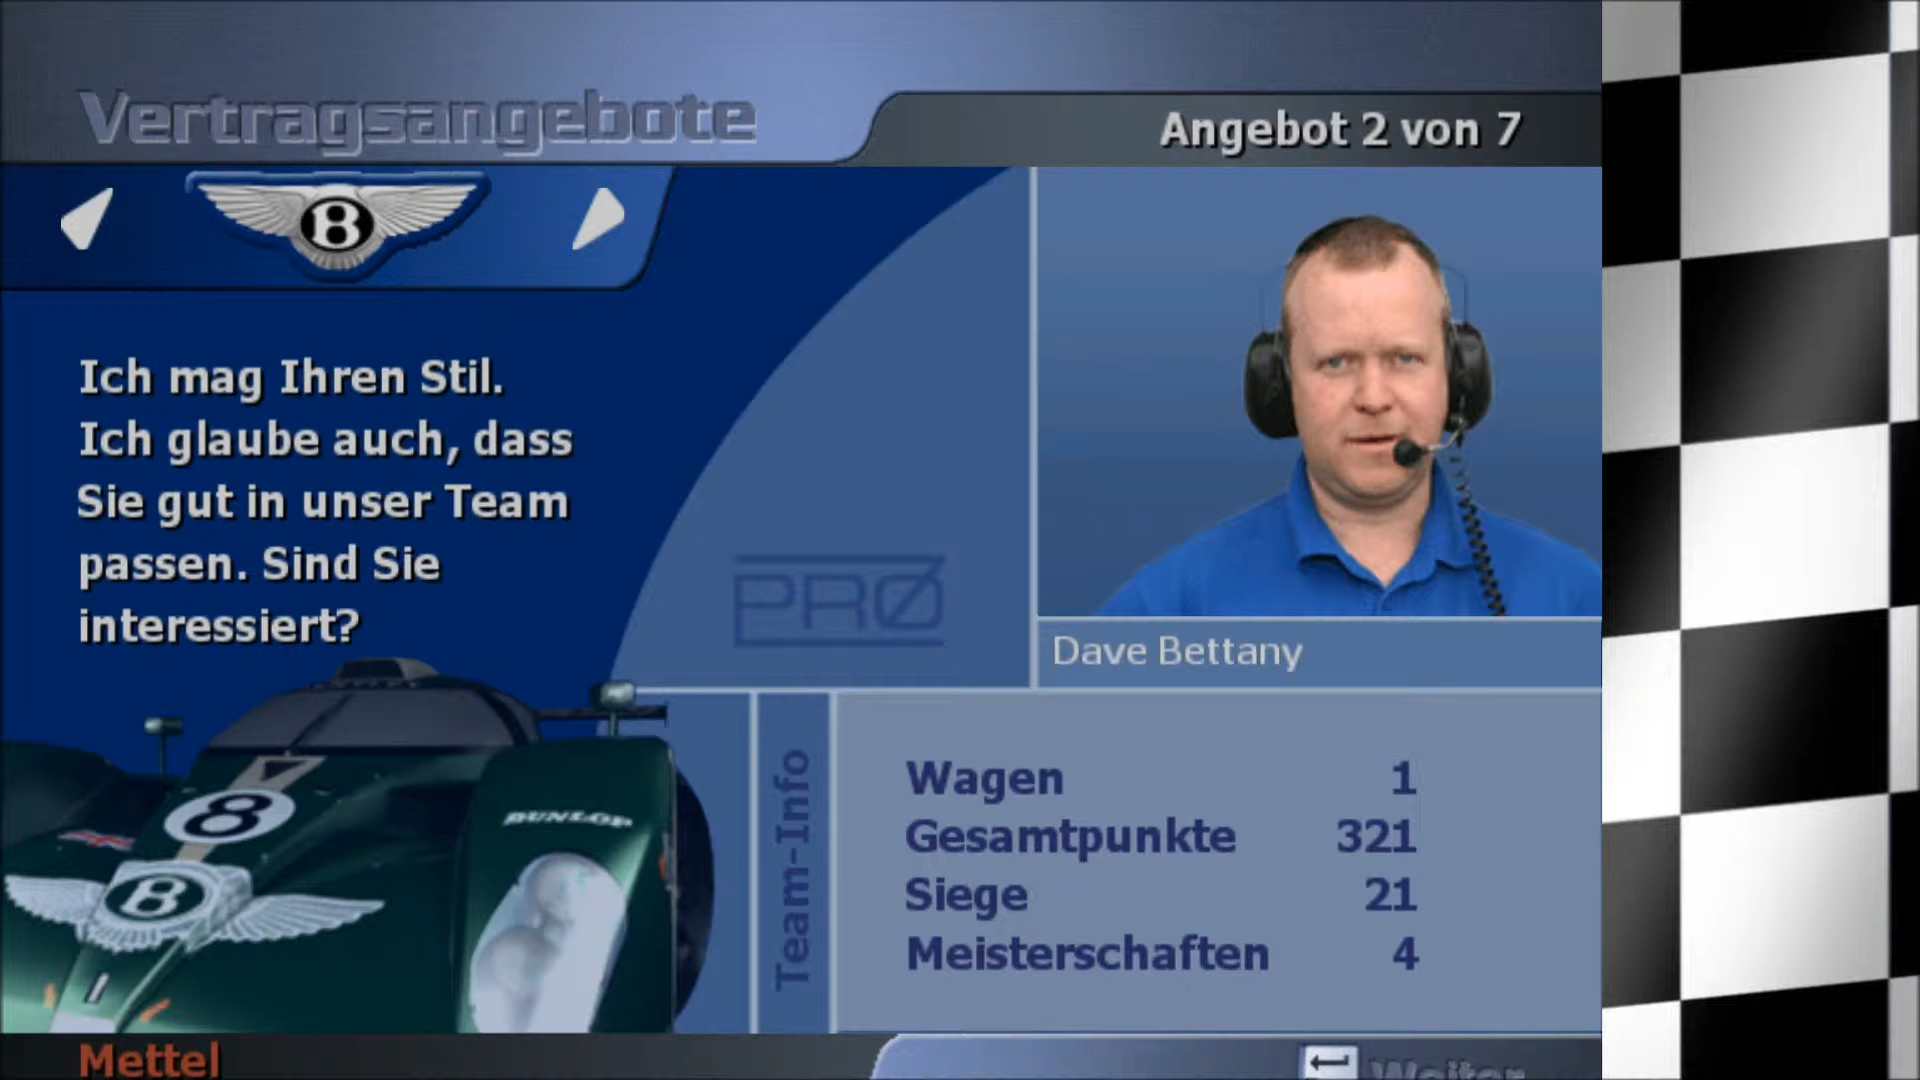 Vertragsangebote
Angebot 2 von 7
B
Ich mag Ihren Stil.
Ich glaube auch, dass
Sie gut in unser Team
passen. Sind Sie
interessiert?
PRO
Dave Bettany
8
DUNLOP
B
Team-Info
Wagen 1
Gesamtpunkte 321
Siege 21
Meisterschaften 4
Mettel
Weiter